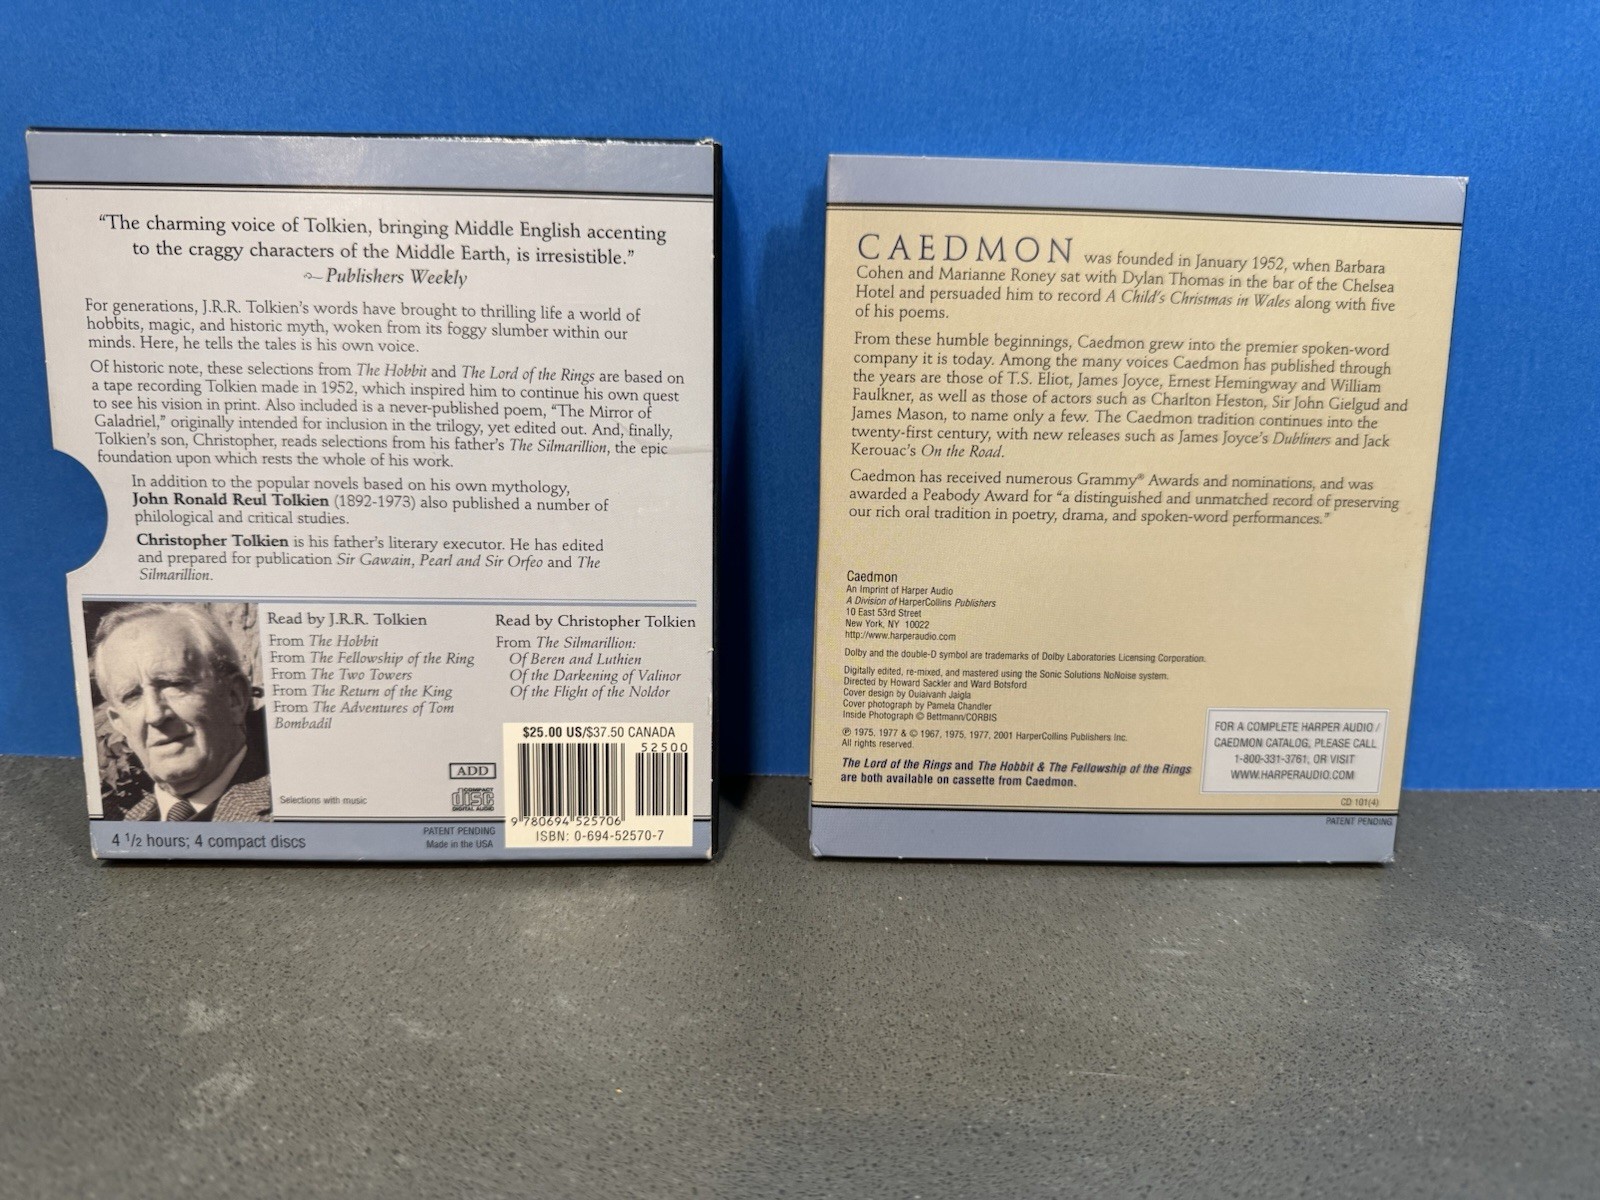 “The charming voice of Tolkien, bringing Middle English accenting
to the craggy characters of the Middle Earth, is irresistible.”
~Publishers Weekly
For generations, J.R.R. Tolkien’s words have brought to thrilling life a world of
hobbits, magic, and historic myth, woken from its foggy slumber within our
minds. Here, he tells the tales is his own voice.
Of historic note, these selections from The Hobbit and The Lord of the Rings are based on
a tape recording Tolkien made in 1952, which inspired him to continue his own quest
to see his vision in print. Also included is a never-published poem, “The Mirror of
Galadriel,” originally intended for inclusion in the trilogy, yet edited out. And, finally,
Tolkien’s son, Christopher, reads selections from his father’s The Silmarillion, the epic
foundation upon which rests the whole of his work.
In addition to the popular novels based on his own mythology,
John Ronald Reul Tolkien (1892-1973) also published a number of
philological and critical studies.
Christopher Tolkien is his father’s literary executor. He has edited
and prepared for publication Sir Gawain, Pearl and Sir Orfeo and The
Silmarillion.
Read by J.R.R. Tolkien
From The Hobbit
From The Fellowship of the Ring
From The Two Towers
From The Return of the King
From The Adventures of Tom
Bombadil
Read by Christopher Tolkien
From The Silmarillion:
Of Beren and Luthien
Of the Darkening of Valinor
Of the Flight of the Noldor
Selections with music
ADD
COMPACT
disc
DIGITAL AUDIO
$25.00 US/$37.50 CANADA
52500
9 780694 525706
ISBN: 0-694-52570-7
4 1/2 hours; 4 compact discs
PATENT PENDING
Made in the USA
CAEDMON was founded in January 1952, when Barbara
Cohen and Marianne Roney sat with Dylan Thomas in the bar of the Chelsea
Hotel and persuaded him to record A Child’s Christmas in Wales along with five
of his poems.
From these humble beginnings, Caedmon grew into the premier spoken-word
company it is today. Among the many voices Caedmon has published through
the years are those of T.S. Eliot, James Joyce, Ernest Hemingway and William
Faulkner, as well as those of actors such as Charlton Heston, Sir John Gielgud and
James Mason, to name only a few. The Caedmon tradition continues into the
twenty-first century, with new releases such as James Joyce’s Dubliners and Jack
Kerouac’s On the Road.
Caedmon has received numerous Grammy® Awards and nominations, and was
awarded a Peabody Award for “a distinguished and unmatched record of preserving
our rich oral tradition in poetry, drama, and spoken-word performances.”
Caedmon
An Imprint of Harper Audio
A Division of HarperCollins Publishers
10 East 53rd Street
New York, NY 10022
http://www.harperaudio.com
Dolby and the double-D symbol are trademarks of Dolby Laboratories Licensing Corporation.
Digitally edited, re-mixed, and mastered using the Sonic Solutions NoNoise system.
Directed by Howard Sackler and Ward Botsford
Cover design by Ouiaivanh Jaigla
Cover photograph by Pamela Chandler
Inside Photograph © Bettmann/CORBIS
℗ 1975, 1977 & © 1967, 1975, 1977, 2001 HarperCollins Publishers Inc.
All rights reserved.
The Lord of the Rings and The Hobbit & The Fellowship of the Rings
are both available on cassette from Caedmon.
FOR A COMPLETE HARPER AUDIO /
CAEDMON CATALOG, PLEASE CALL
1-800-331-3761, OR VISIT
WWW.HARPERAUDIO.COM
CD 101(4)
PATENT PENDING